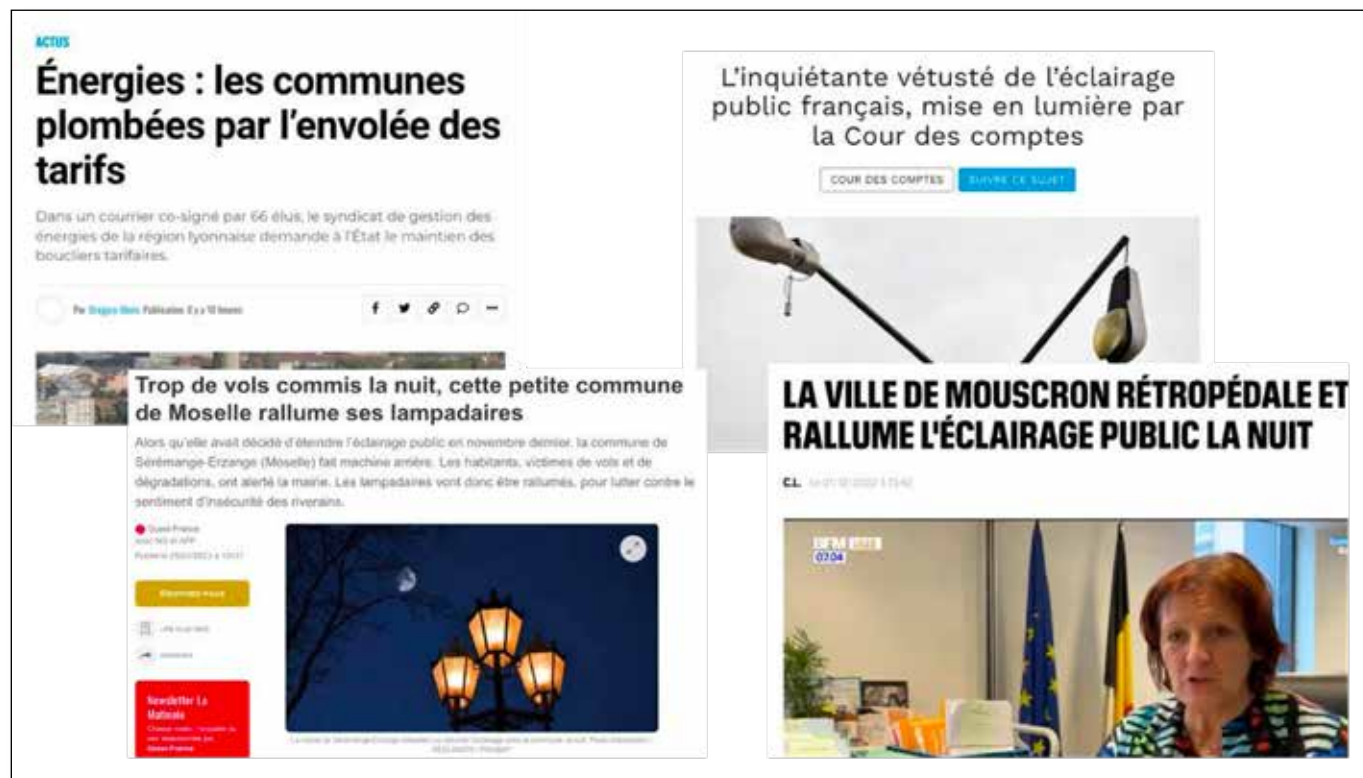 ACTUS
Énergies : les communes
plombées par l'envolée des
tarifs
Dans un courrier co-signé par 66 élus, le syndicat de gestion des
énergies de la région lyonnaise demande à l'État le maintien des
boucliers tarifaires.
L'inquiétante vétusté de l'éclairage
public français, mise en lumière par
la Cour des comptes
COUR DES COMPTES
SUIVRE CE SUJET
Trop de vols commis la nuit, cette petite commune
de Moselle rallume ses lampadaires
Alors qu'elle avait décidé d'éteindre l'éclairage public en novembre dernier, la commune de
Serémange-Erzange (Moselle) fait machine arrière. Les habitants, victimes de vols et de
dégradations, ont alerté la mairie. Les lampadaires vont donc être rallumés, pour lutter contre le
sentiment d'insécurité des riverains.
Ouest-France
Newsletter La
Matinale
LA VILLE DE MOUSCRON RÉTROPÉDALE ET
RALLUME L'ÉCLAIRAGE PUBLIC LA NUIT
C.L.
BFM
07.04